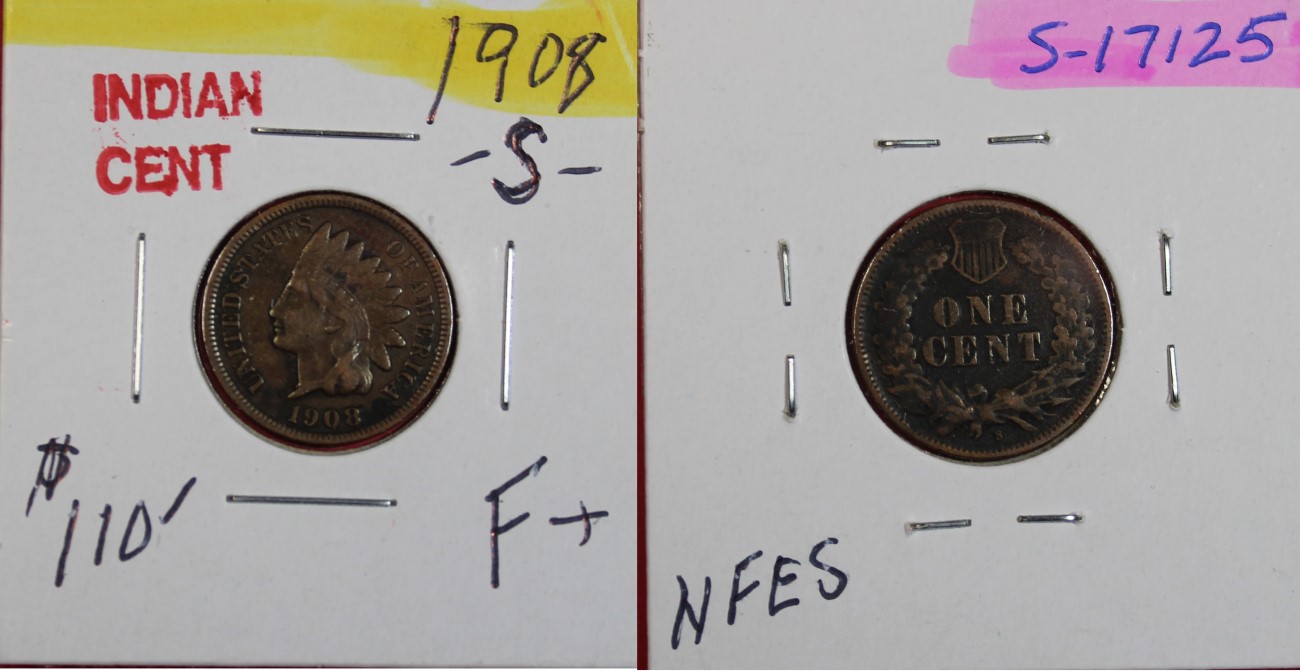 1908
INDIAN
CENT
-S-
UNITED STATES OF AMERICA
1908
$110
F+
S-17125
ONE
CENT
S
NFES